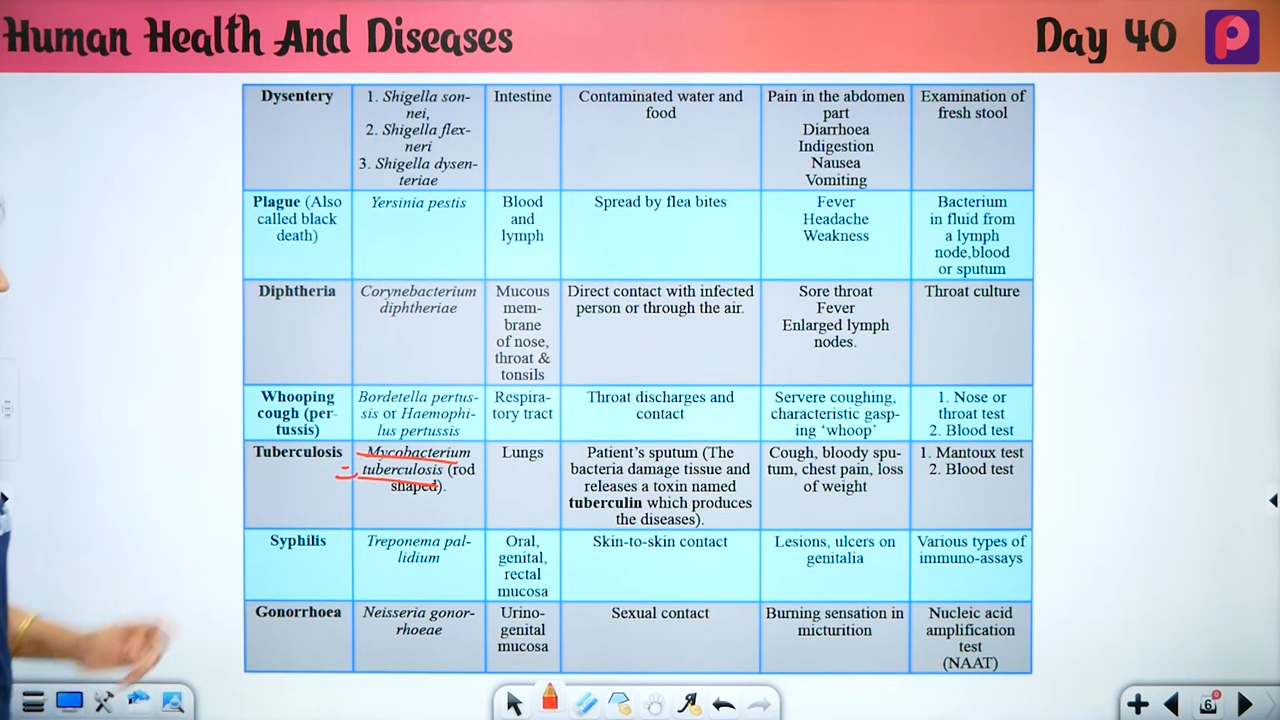 Human Health And Diseases
Day 40
Dysentery
1. Shigella son-
nei,
2. Shigella flex-
neri
3. Shigella dysen-
teriae
Intestine
Contaminated water and
food
Pain in the abdomen
part
Diarrhoea
Indigestion
Nausea
Vomiting
Examination of
fresh stool
Plague (Also
called black
death)
Yersinia pestis
Blood
and
lymph
Spread by flea bites
Fever
Headache
Weakness
Bacterium
in fluid from
a lymph
node,blood
or sputum
Diphtheria
Corynebacterium
diphtheriae
Mucous
mem-
brane
of nose,
throat &
tonsils
Direct contact with infected
person or through the air.
Sore throat
Fever
Enlarged lymph
nodes.
Throat culture
Whooping
cough (per-
tussis)
Bordetella pertus-
sis or Haemophi-
lus pertussis
Respira-
tory tract
Throat discharges and
contact
Servere coughing,
characteristic gasp-
ing ‘whoop’
1. Nose or
throat test
2. Blood test
Tuberculosis
Mycobacterium
tuberculosis (rod
shaped).
Lungs
Patient’s sputum (The
bacteria damage tissue and
releases a toxin named
tuberculin which produces
the diseases).
Cough, bloody spu-
tum, chest pain, loss
of weight
1. Mantoux test
2. Blood test
Syphilis
Treponema pal-
lidium
Oral,
genital,
rectal
mucosa
Skin-to-skin contact
Lesions, ulcers on
genitalia
Various types of
immuno-assays
Gonorrhoea
Neisseria gonor-
rhoeae
Urino-
genital
mucosa
Sexual contact
Burning sensation in
micturition
Nucleic acid
amplification
test
(NAAT)
6